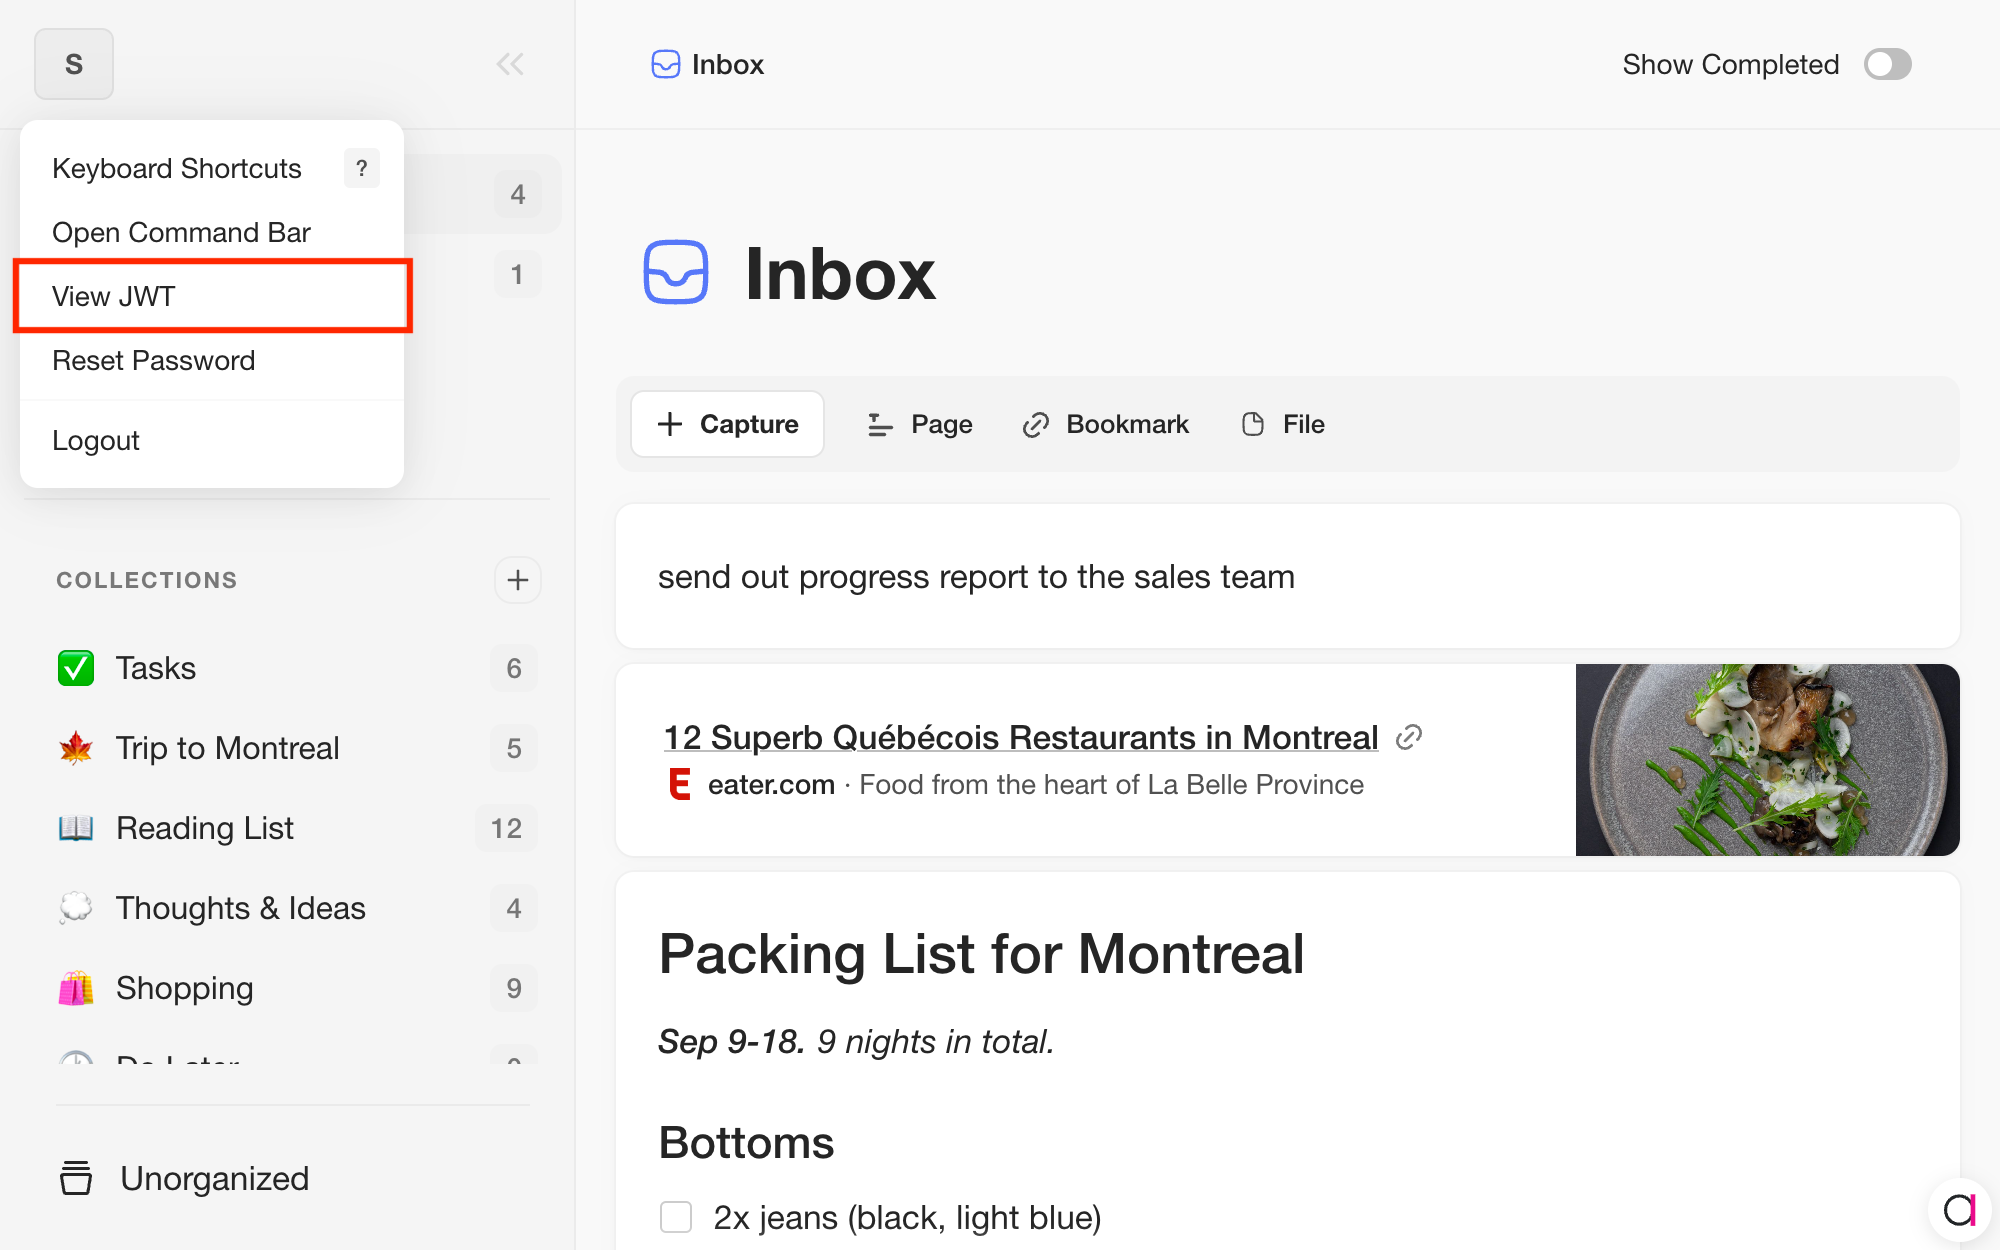 S
Inbox
Show Completed
Keyboard Shortcuts ?
Open Command Bar
View JWT
Reset Password
Logout
4
1
COLLECTIONS
Tasks 6
Trip to Montreal 5
Reading List 12
Thoughts & Ideas 4
Shopping 9
Do Later 0
Unorganized
Inbox
Capture Page Bookmark File
send out progress report to the sales team
12 Superb Québécois Restaurants in Montreal
E eater.com · Food from the heart of La Belle Province
Packing List for Montreal
Sep 9-18. 9 nights in total.
Bottoms
2x jeans (black, light blue)